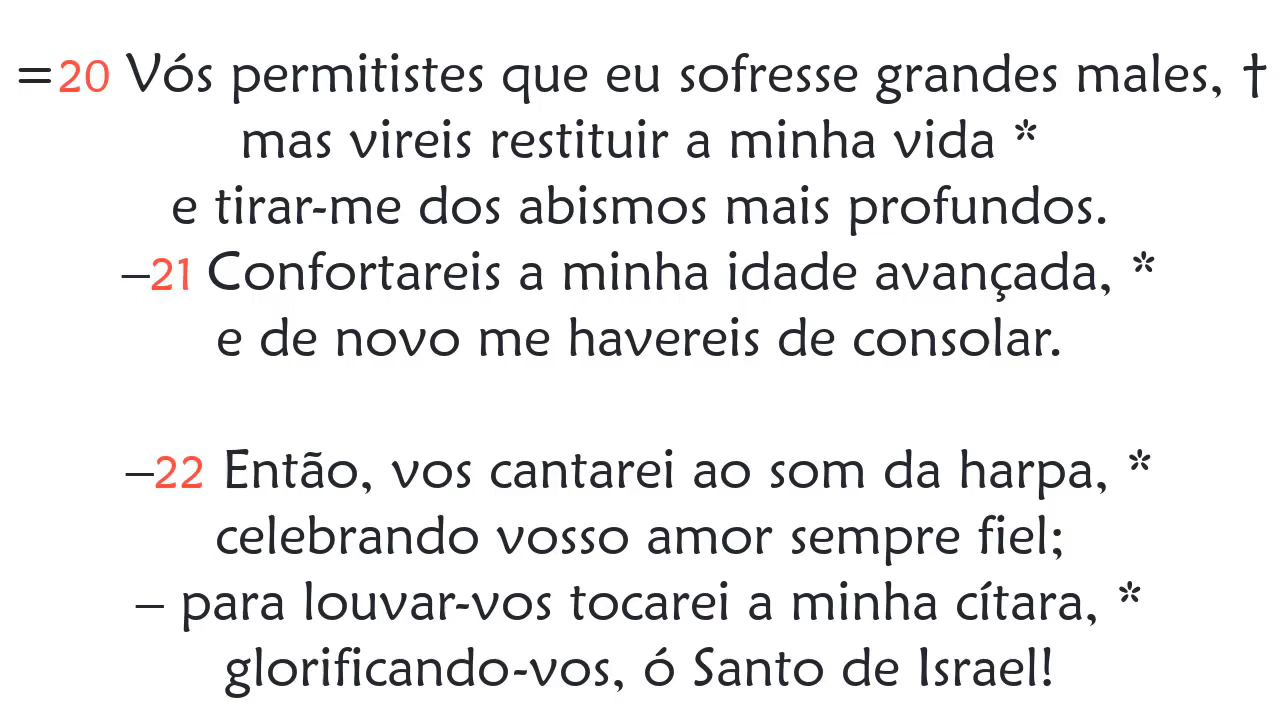 =20 Vós permitistes que eu sofresse grandes males, †
mas vireis restituir a minha vida *
e tirar-me dos abismos mais profundos.
–21 Confortareis a minha idade avançada, *
e de novo me havereis de consolar.
–22 Então, vos cantarei ao som da harpa, *
celebrando vosso amor sempre fiel;
– para louvar-vos tocarei a minha cítara, *
glorificando-vos, ó Santo de Israel!